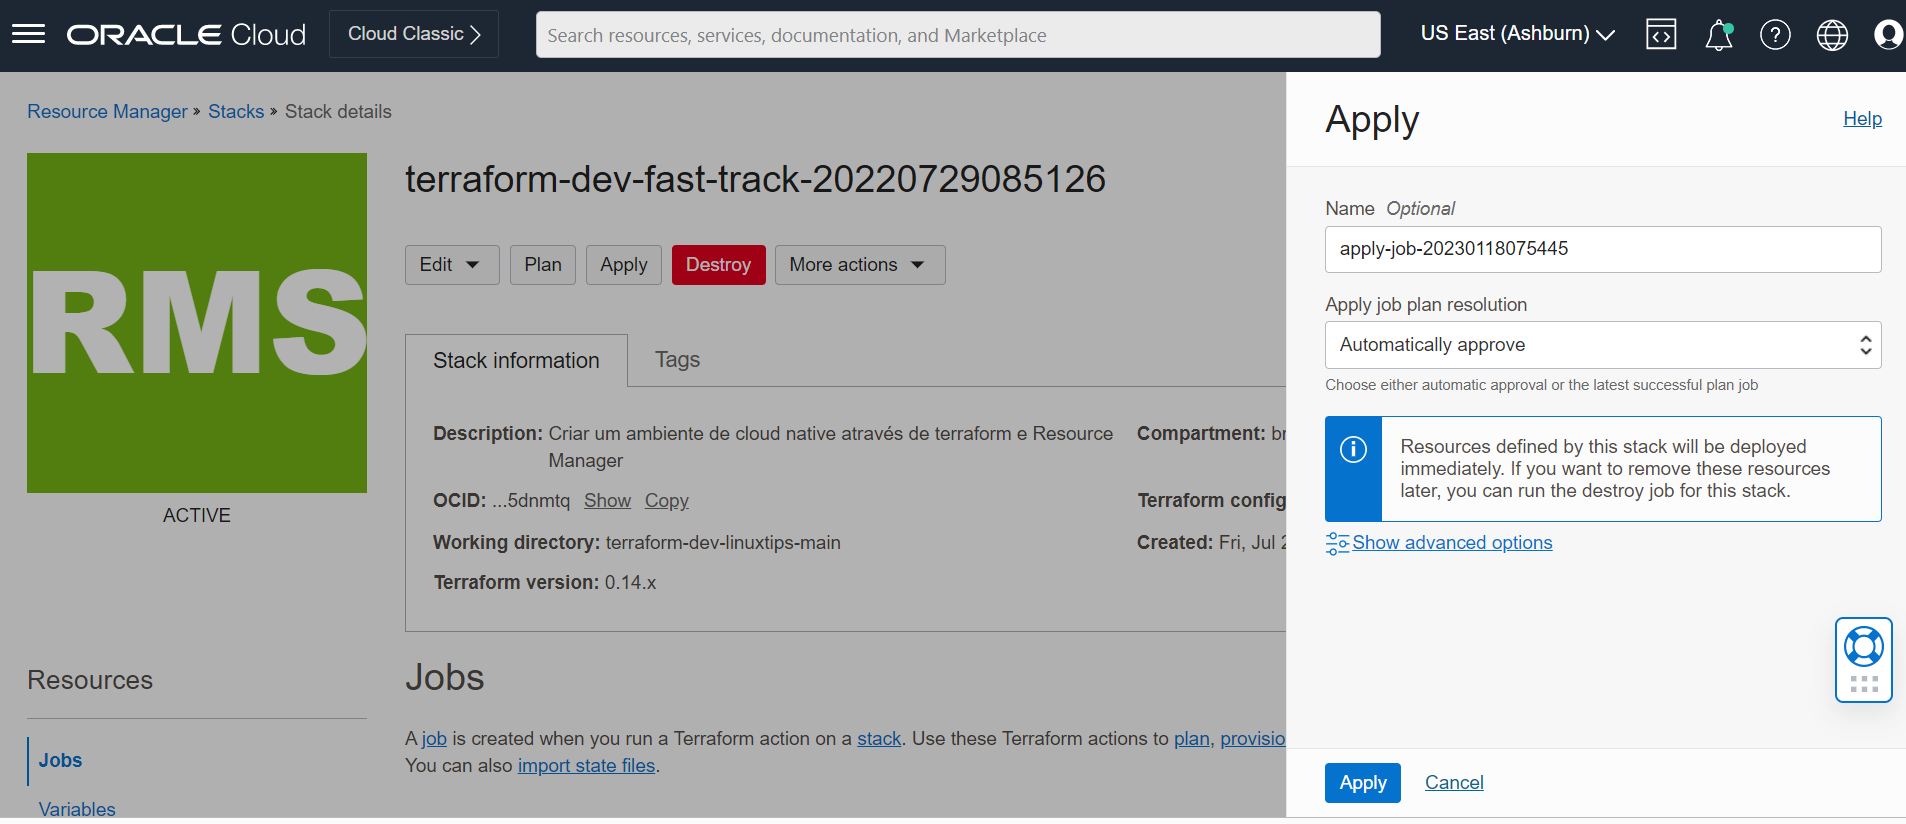 ORACLE Cloud
Cloud Classic
Search resources, services, documentation, and Marketplace
US East (Ashburn)
Resource Manager » Stacks » Stack details
RMS
ACTIVE
terraform-dev-fast-track-20220729085126
Edit
Plan
Apply
Destroy
More actions
Stack information
Tags
Description: Criar um ambiente de cloud native através de terraform e Resource
Manager
OCID: ...5dnmtq Show Copy
Working directory: terraform-dev-linuxtips-main
Terraform version: 0.14.x
Compartment:
Terraform config
Created: Fri, Jul
Resources
Jobs
Variables
Jobs
A job is created when you run a Terraform action on a stack. Use these Terraform actions to plan, provisio
You can also import state files.
Apply
Help
Name Optional
apply-job-20230118075445
Apply job plan resolution
Automatically approve
Choose either automatic approval or the latest successful plan job
Resources defined by this stack will be deployed
immediately. If you want to remove these resources
later, you can run the destroy job for this stack.
Show advanced options
Apply
Cancel